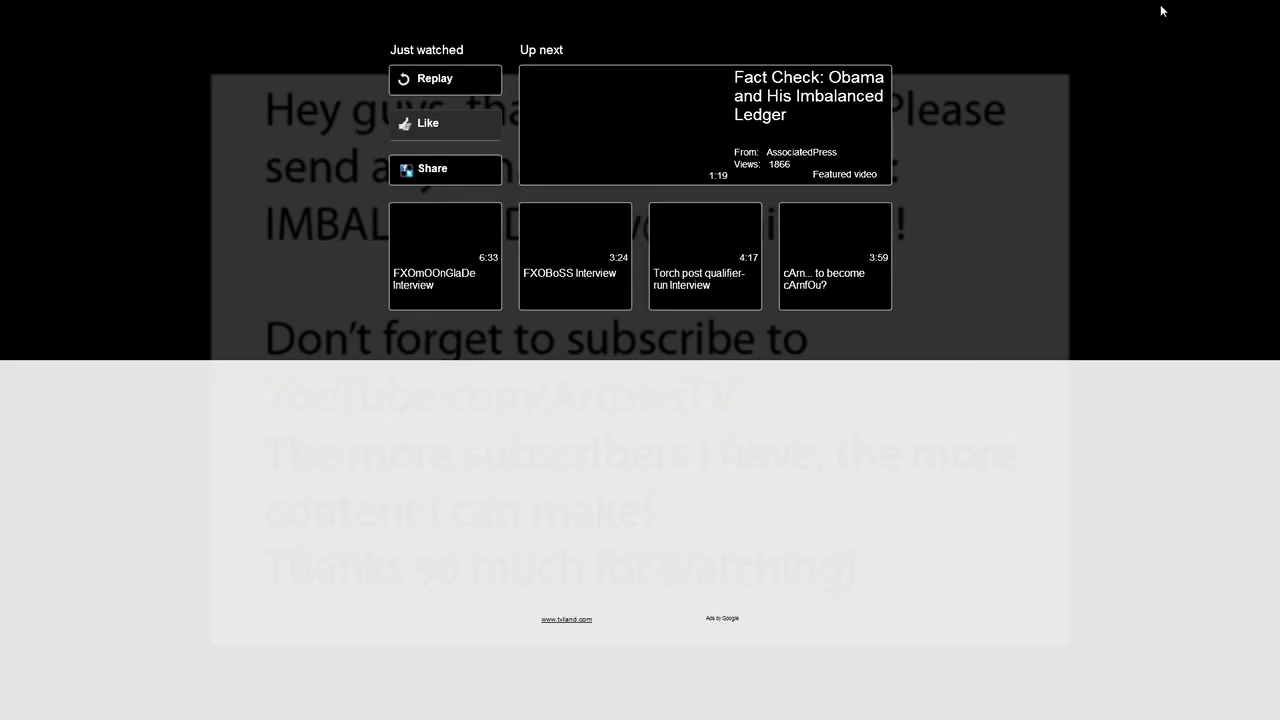 Just watched
Up next
Replay
Like
Share
Fact Check: Obama
and His Imbalanced
Ledger
From: AssociatedPress
Views: 1866
1:19
Featured video
6:33
FXOmOOnGlaDe
Interview
3:24
FXOBoSS Interview
4:17
Torch post qualifier-
run Interview
3:59
cArn... to become
cArnfOu?
Hey guys, Please
send
IMBAL !
Don't forget to subscribe to
YouTube.com/ArtosisTV
The more subscribers I have, the more
content I can make!
Thanks so much for watching!
www.tvland.com
Ads by Google